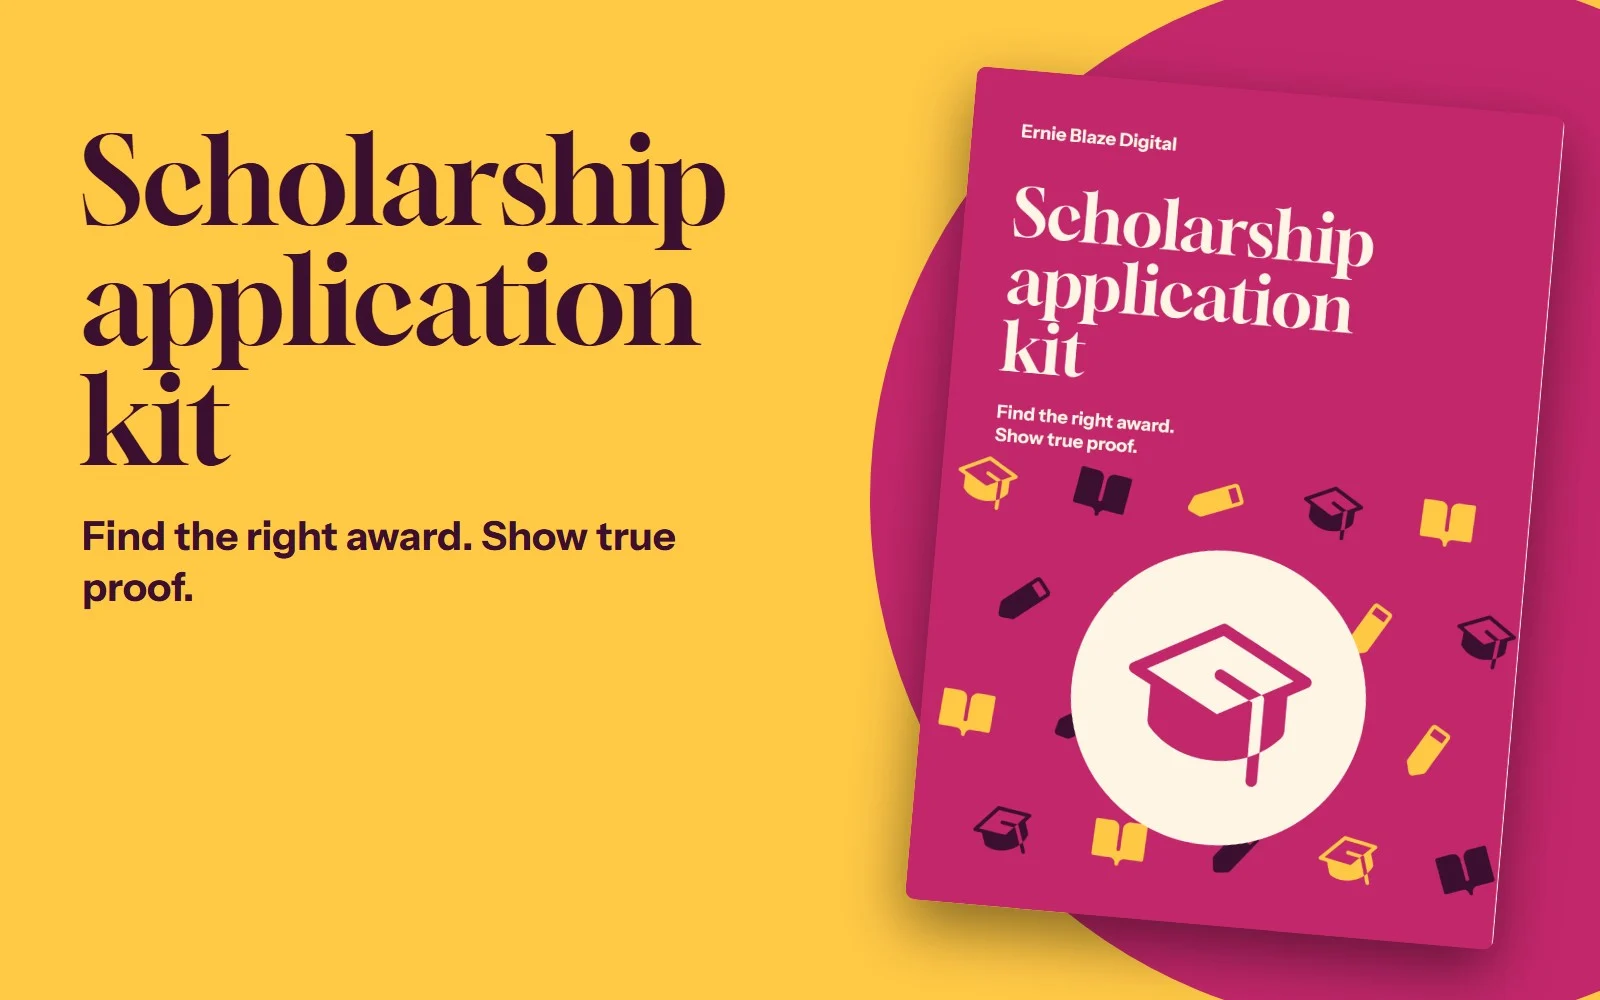 Scholarship
application
kit
Find the right award. Show true
proof.
Ernie Blaze Digital
Scholarship
application
kit
Find the right award.
Show true proof.